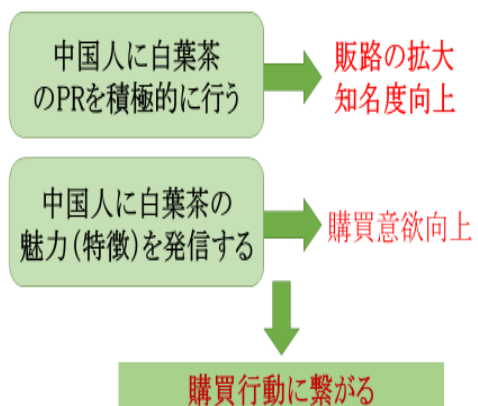 中国人に白葉茶
のPRを積極的に行う
販路の拡大
知名度向上
中国人に白葉茶の
魅力(特徴)を発信する
購買意欲向上
購買行動に繋がる